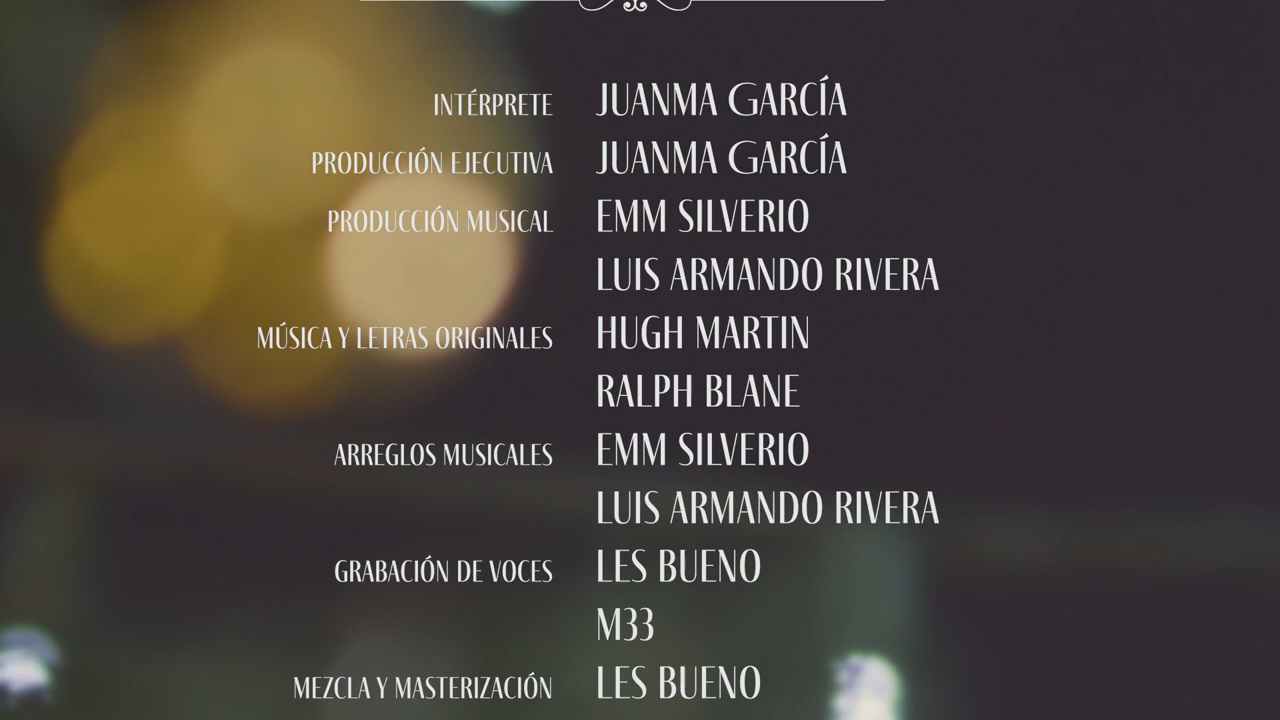 INTÉRPRETE JUANMA GARCÍA
PRODUCCIÓN EJECUTIVA JUANMA GARCÍA
PRODUCCIÓN MUSICAL EMM SILVERIO
LUIS ARMANDO RIVERA
MÚSICA Y LETRAS ORIGINALES HUGH MARTIN
RALPH BLANE
ARREGLOS MUSICALES EMM SILVERIO
LUIS ARMANDO RIVERA
GRABACIÓN DE VOCES LES BUENO
M33
MEZCLA Y MASTERIZACIÓN LES BUENO